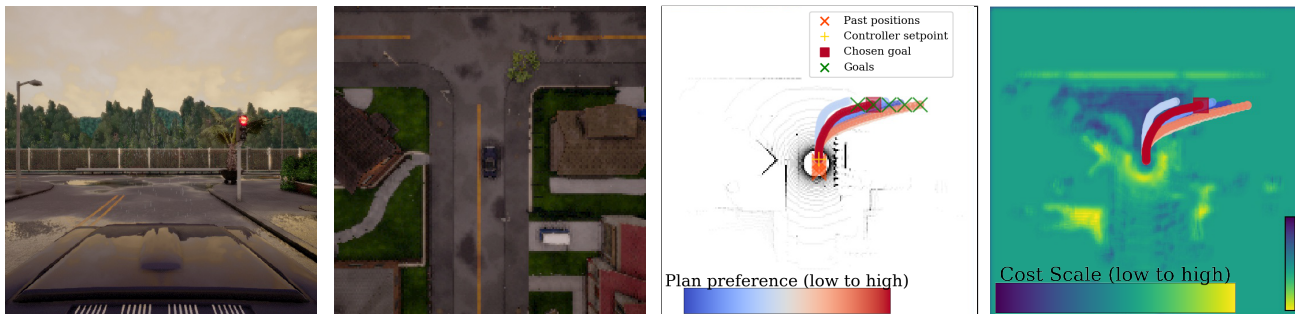 Past positions
Controller setpoint
Chosen goal
Goals
Plan preference (low to high)
Cost Scale (low to high)